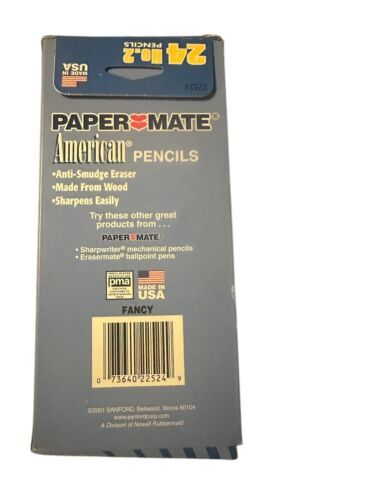 24 No.2
PENCILS
MADE IN
USA
22524
PAPER MATE®
American® PENCILS
•Anti-Smudge Eraser
•Made From Wood
•Sharpens Easily
Try these other great
products from . . .
PAPER MATE®
• Sharpwriter® mechanical pencils
• Erasermate® ballpoint pens
pma
MADE IN
USA
FANCY
0 73640 22524 9
©2001 SANFORD, Bellwood, Illinois 60104
www.sanfordcorp.com
A Division of Newell Rubbermaid